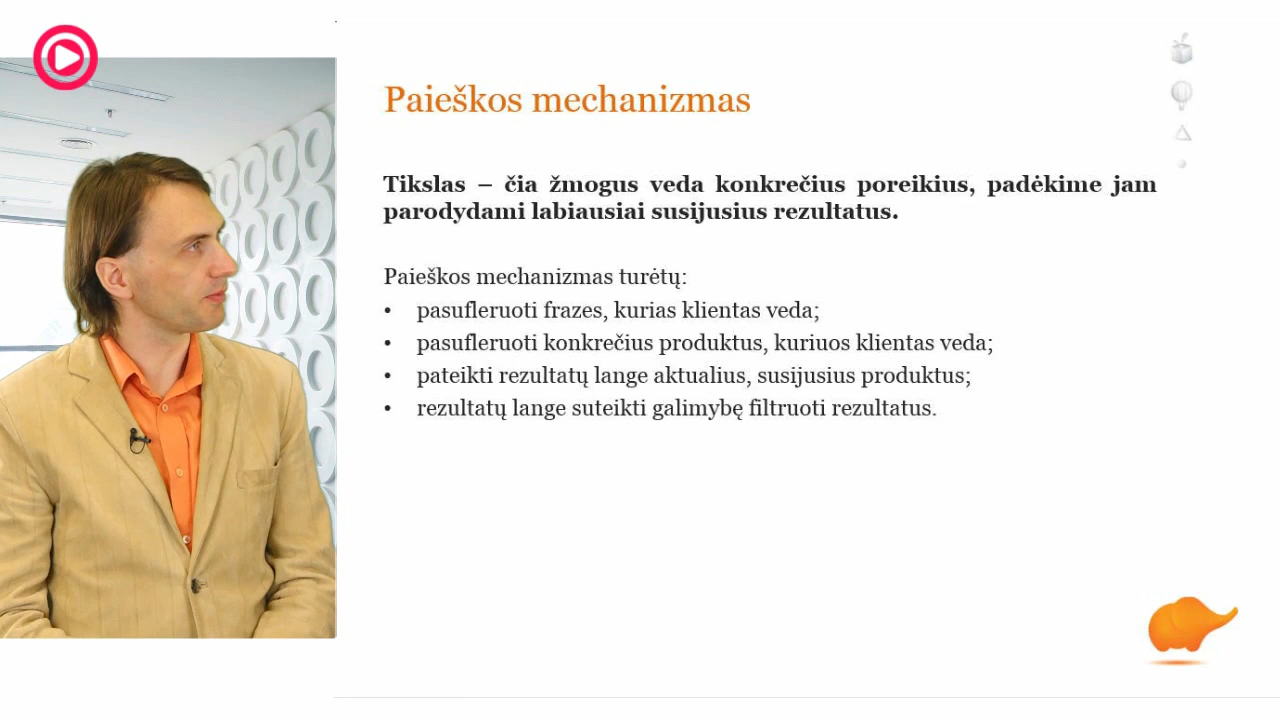 Paieškos mechanizmas
Tikslas – čia žmogus veda konkrečius poreikius, padėkime jam
parodydami labiausiai susijusius rezultatus.
Paieškos mechanizmas turėtų:
• pasufleruoti frazes, kurias klientas veda;
• pasufleruoti konkrečius produktus, kuriuos klientas veda;
• pateikti rezultatų lange aktualius, susijusius produktus;
• rezultatų lange suteikti galimybę filtruoti rezultatus.